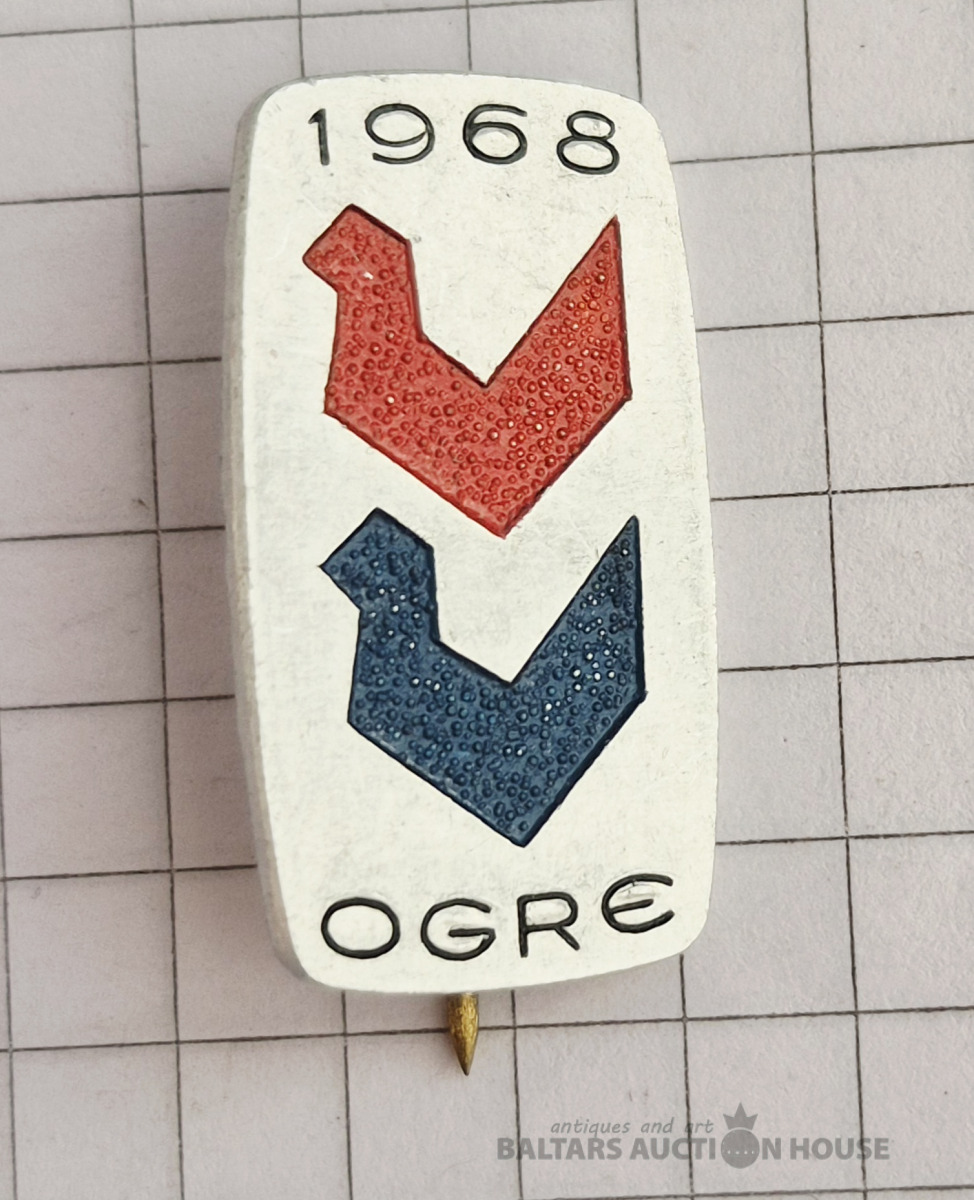 1968
OGRE
antiques and art
BALTARS AUCTION HOUSE